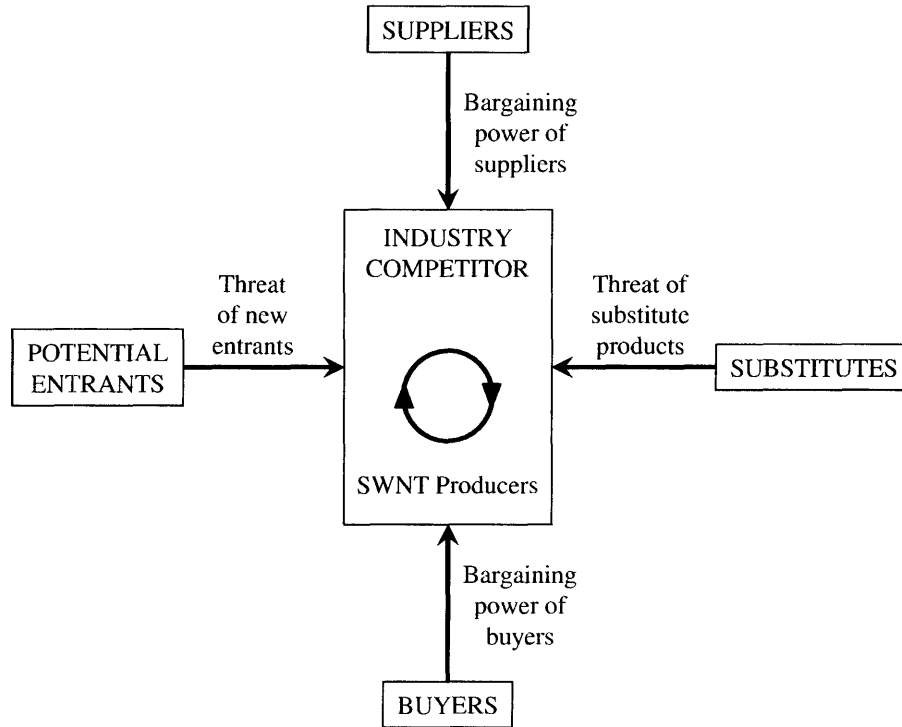 SUPPLIERS
Bargaining
power of
suppliers
INDUSTRY
COMPETITOR
Threat
of new
entrants
Threat of
substitute
products
POTENTIAL
ENTRANTS
SUBSTITUTES
SWNT Producers
Bargaining
power of
buyers
BUYERS